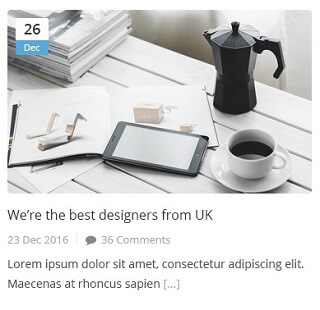 26
Dec
We’re the best designers from UK
23 Dec 2016 36 Comments
Lorem ipsum dolor sit amet, consectetur adipiscing elit.
Maecenas at rhoncus sapien [...]